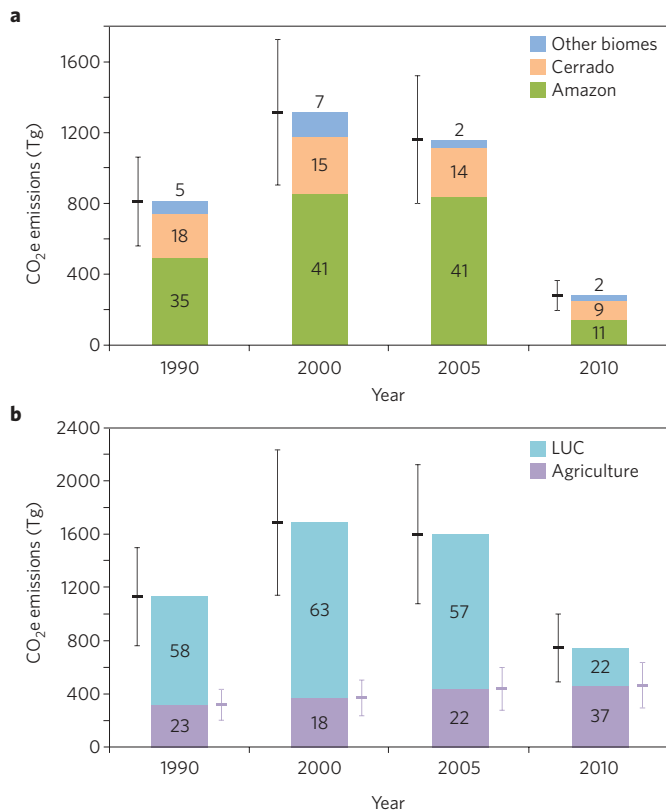 a
Other biomes
Cerrado
Amazon
CO₂e emissions (Tg)
1600
1200
800
400
0
5
18
35
7
15
41
2
14
41
2
9
11
1990 2000 2005 2010
Year
b
LUC
Agriculture
CO₂e emissions (Tg)
2400
2000
1600
1200
800
400
0
58
23
63
18
57
22
22
37
1990 2000 2005 2010
Year